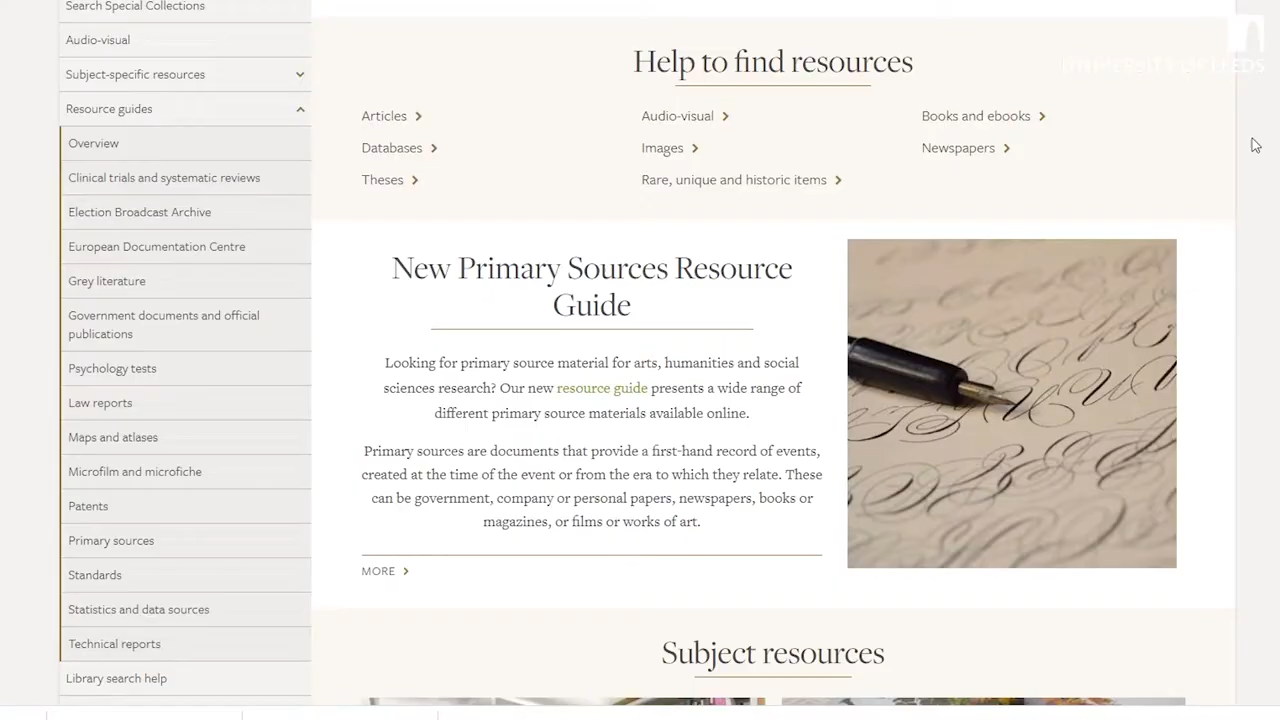 Search Special Collections
Audio-visual
Subject-specific resources
Resource guides
Overview
Clinical trials and systematic reviews
Election Broadcast Archive
European Documentation Centre
Grey literature
Government documents and official
publications
Psychology tests
Law reports
Maps and atlases
Microfilm and microfiche
Patents
Primary sources
Standards
Statistics and data sources
Technical reports
Library search help
UNIVERSITY OF LEEDS
Help to find resources
Articles
Audio-visual
Books and ebooks
Databases
Images
Newspapers
Theses
Rare, unique and historic items
New Primary Sources Resource
Guide
Looking for primary source material for arts, humanities and social
sciences research? Our new resource guide presents a wide range of
different primary source materials available online.
Primary sources are documents that provide a first-hand record of events,
created at the time of the event or from the era to which they relate. These
can be government, company or personal papers, newspapers, books or
magazines, or films or works of art.
MORE
Subject resources